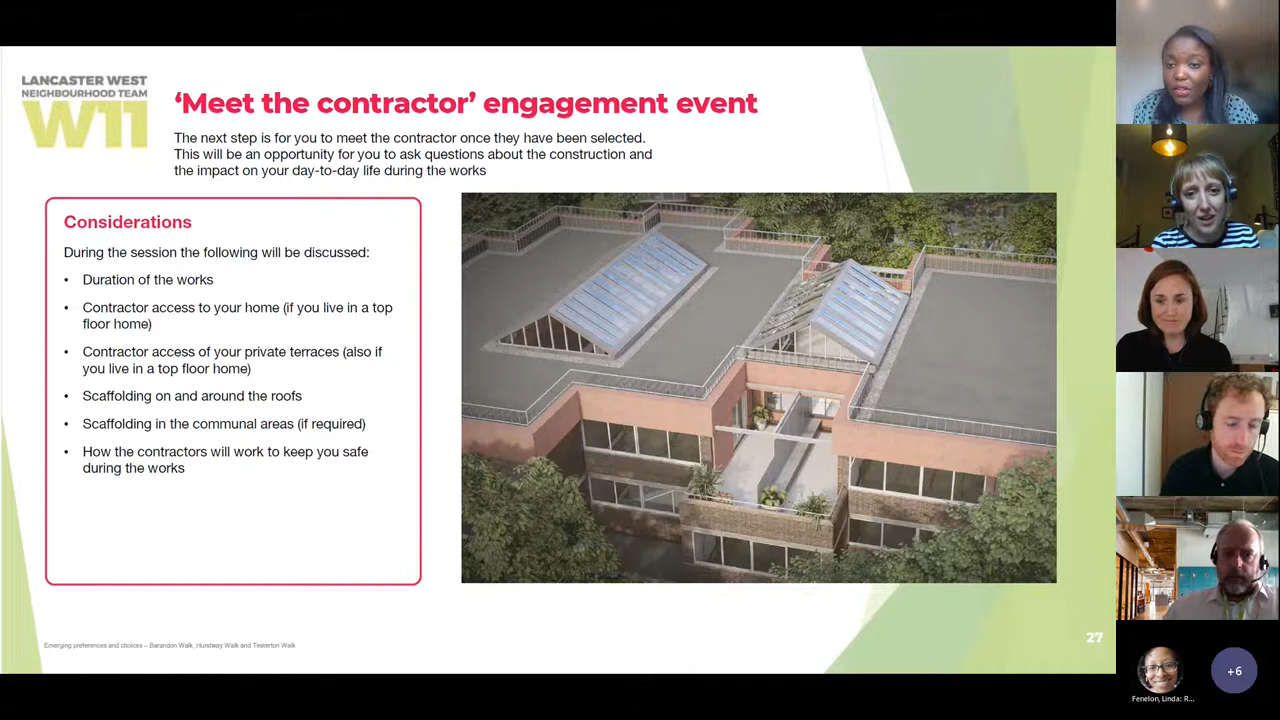 LANCASTER WEST
NEIGHBOURHOOD TEAM
W11
‘Meet the contractor’ engagement event
The next step is for you to meet the contractor once they have been selected.
This will be an opportunity for you to ask questions about the construction and
the impact on your day-to-day life during the works
Considerations
During the session the following will be discussed:
• Duration of the works
• Contractor access to your home (if you live in a top
floor home)
• Contractor access of your private terraces (also if
you live in a top floor home)
• Scaffolding on and around the roofs
• Scaffolding in the communal areas (if required)
• How the contractors will work to keep you safe
during the works
Emerging preferences and choices – Barandon Walk, Hurstway Walk and Testerton Walk
27
Fenelon, Linda: R...
+6